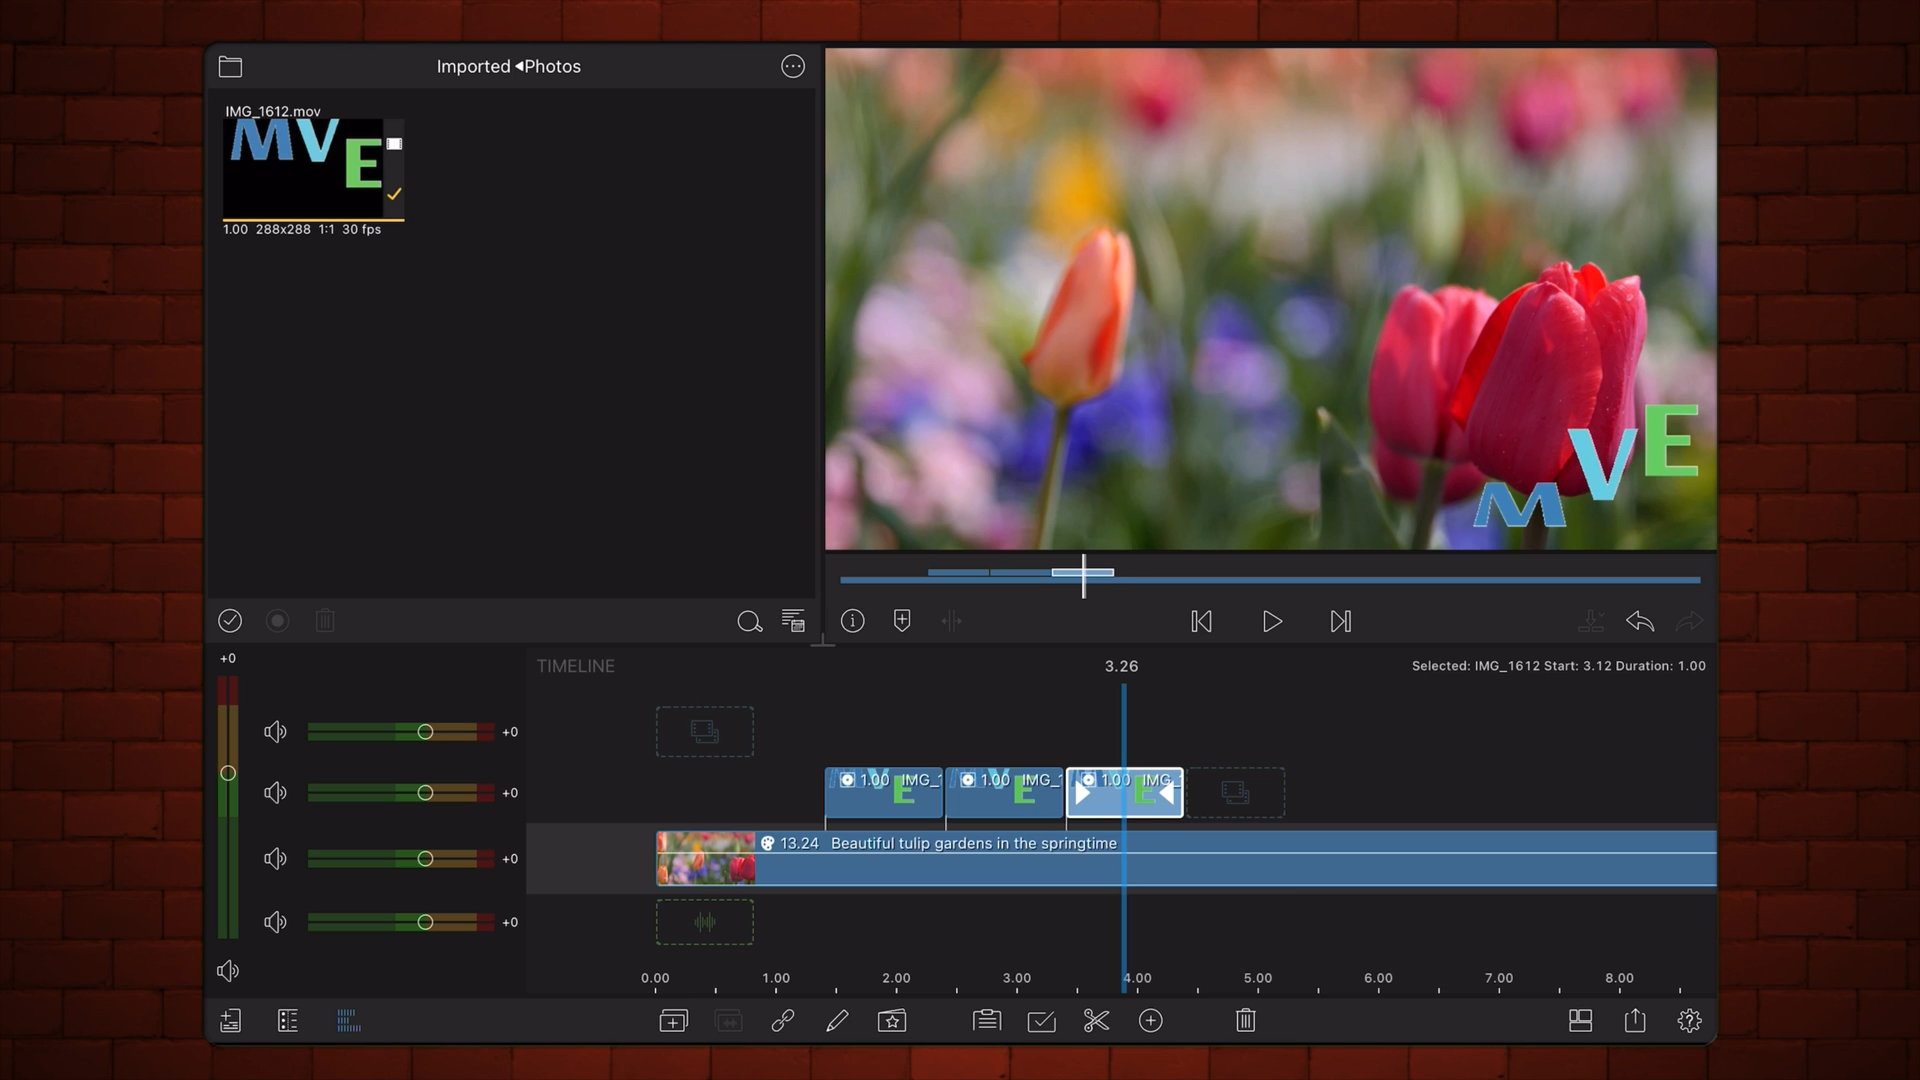 Imported ◀Photos
IMG_1612.mov
MVE
1.00 288x288 1:1 30 fps
MVE
+0
TIMELINE
3.26
Selected: IMG_1612 Start: 3.12 Duration: 1.00
+0
+0
+0
+0
1.00 IMG_1
1.00 IMG_1
1.00 IMG_
E
E
E
13.24 Beautiful tulip gardens in the springtime
0.00 1.00 2.00 3.00 4.00 5.00 6.00 7.00 8.00